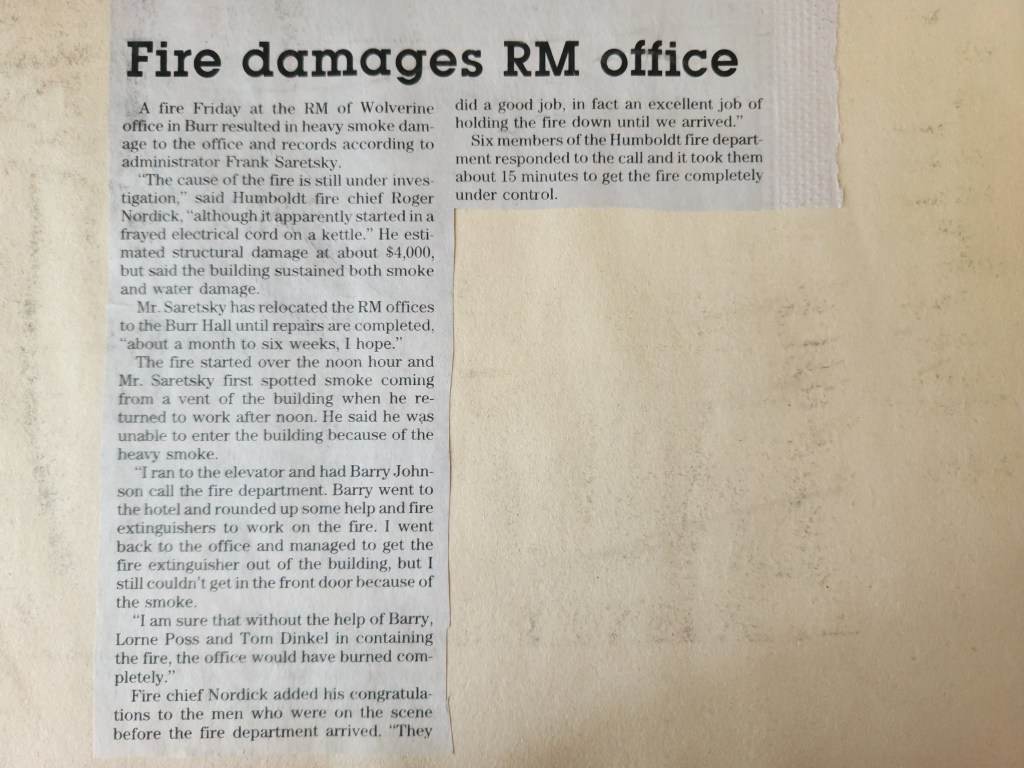 Fire damages RM office
A fire Friday at the RM of Wolverine
office in Burr resulted in heavy smoke dam-
age to the office and records according to
administrator Frank Saretsky.
"The cause of the fire is still under inves-
tigation," said Humboldt fire chief Roger
Nordick, "although it apparently started in a
frayed electrical cord on a kettle." He esti-
mated structural damage at about $4,000,
but said the building sustained both smoke
and water damage.
Mr. Saretsky has relocated the RM offices
to the Burr Hall until repairs are completed,
"about a month to six weeks, I hope."
The fire started over the noon hour and
Mr. Saretsky first spotted smoke coming
from a vent of the building when he re-
turned to work after noon. He said he was
unable to enter the building because of the
heavy smoke.
"I ran to the elevator and had Barry John-
son call the fire department. Barry went to
the hotel and rounded up some help and fire
extinguishers to work on the fire. I went
back to the office and managed to get the
fire extinguisher out of the building, but I
still couldn't get in the front door because of
the smoke.
"I am sure that without the help of Barry,
Lorne Poss and Tom Dinkel in containing
the fire, the office would have burned com-
pletely."
Fire chief Nordick added his congratula-
tions to the men who were on the scene
before the fire department arrived. "They
did a good job, in fact an excellent job of
holding the fire down until we arrived."
Six members of the Humboldt fire depart-
ment responded to the call and it took them
about 15 minutes to get the fire completely
under control.